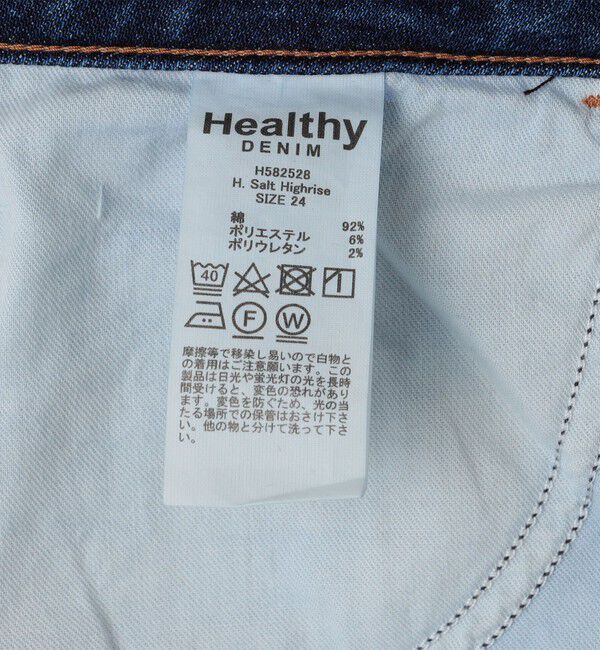 Healthy
DENIM
H582528
H. Salt Highrise
SIZE 24
綿 92%
ポリエステル 6%
ポリウレタン 2%
40
F W
摩擦等で移染し易いので白物と
の着用はご注意願います。この
製品は日光や蛍光灯の光を長時
間受けると、変色の恐れがあり
ます。変色を防ぐため、光の当
たる場所での保管はおさけ下さ
い。他の物と分けて洗って下さ
い。